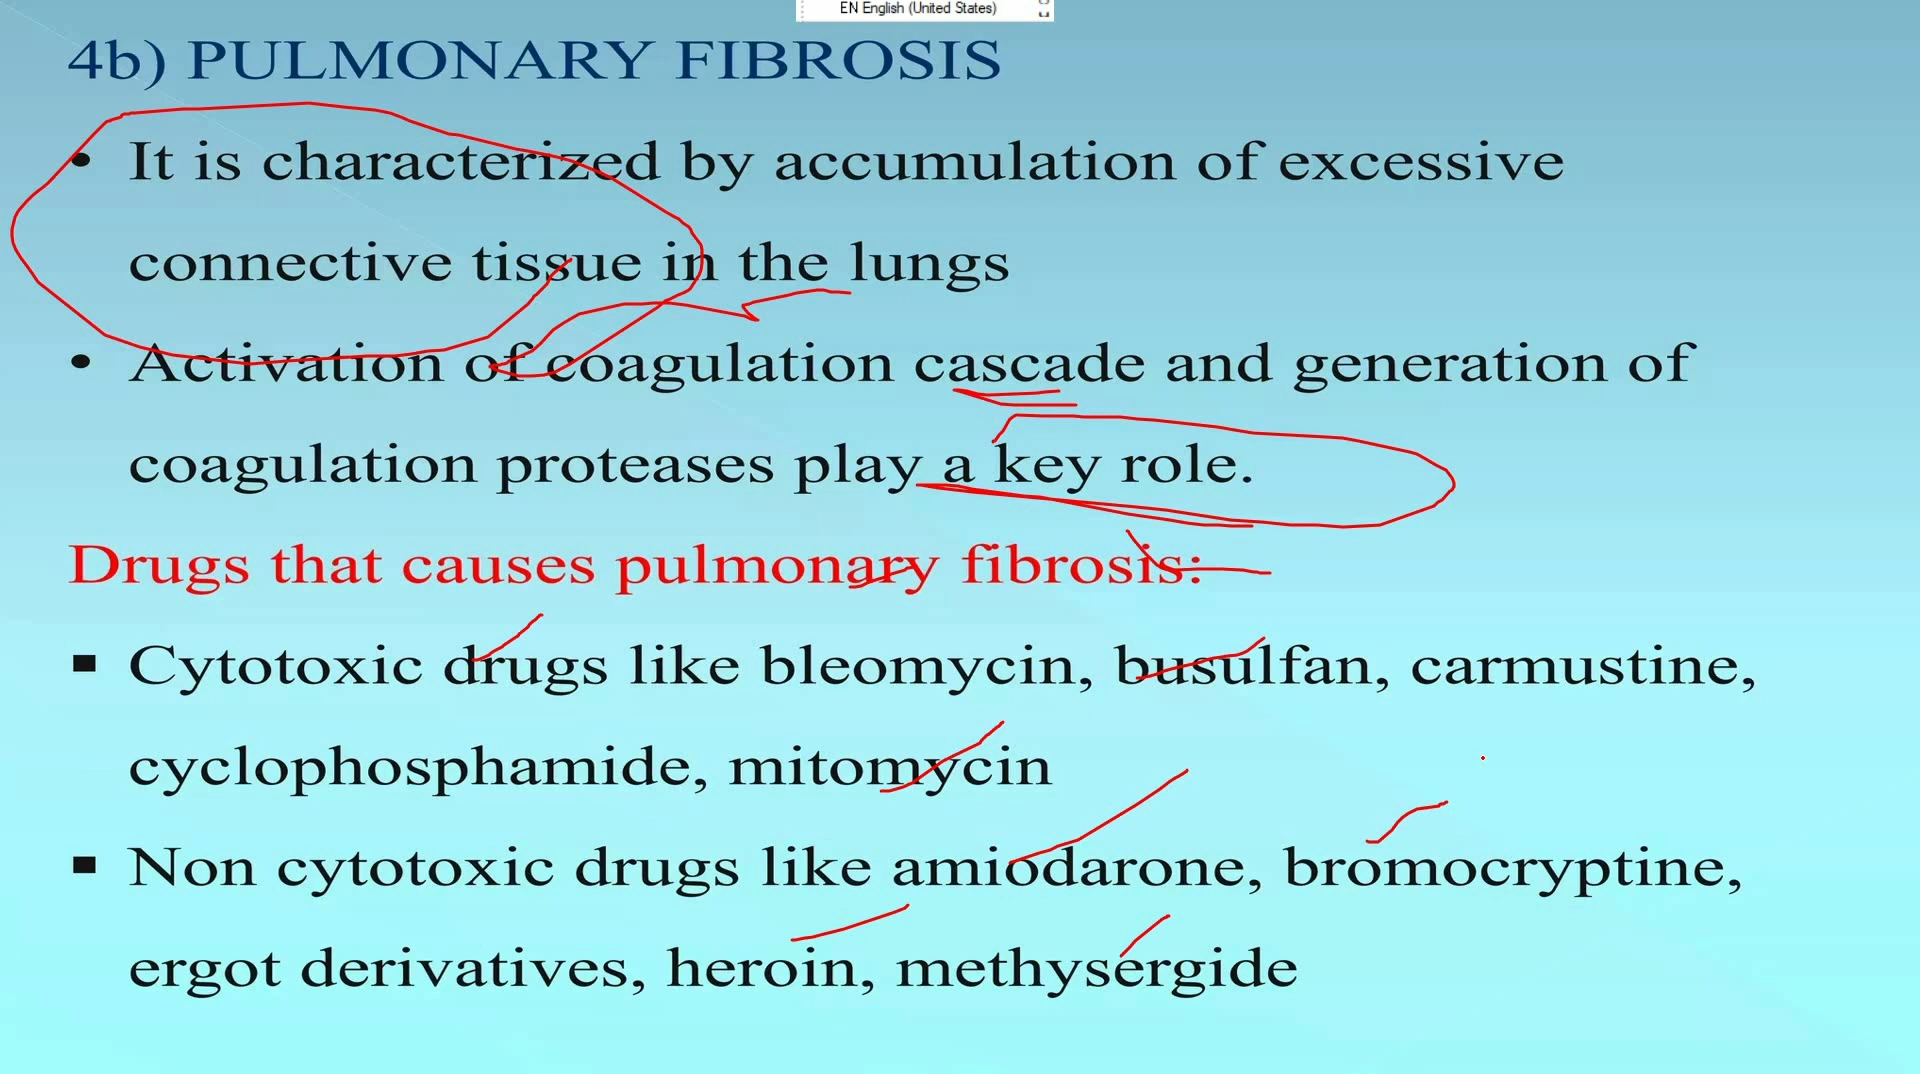 EN English (United States)
4b) PULMONARY FIBROSIS
• It is characterized by accumulation of excessive
connective tissue in the lungs
• Activation of coagulation cascade and generation of
coagulation proteases play a key role.
Drugs that causes pulmonary fibrosis:
▪ Cytotoxic drugs like bleomycin, busulfan, carmustine,
cyclophosphamide, mitomycin
▪ Non cytotoxic drugs like amiodarone, bromocryptine,
ergot derivatives, heroin, methysergide